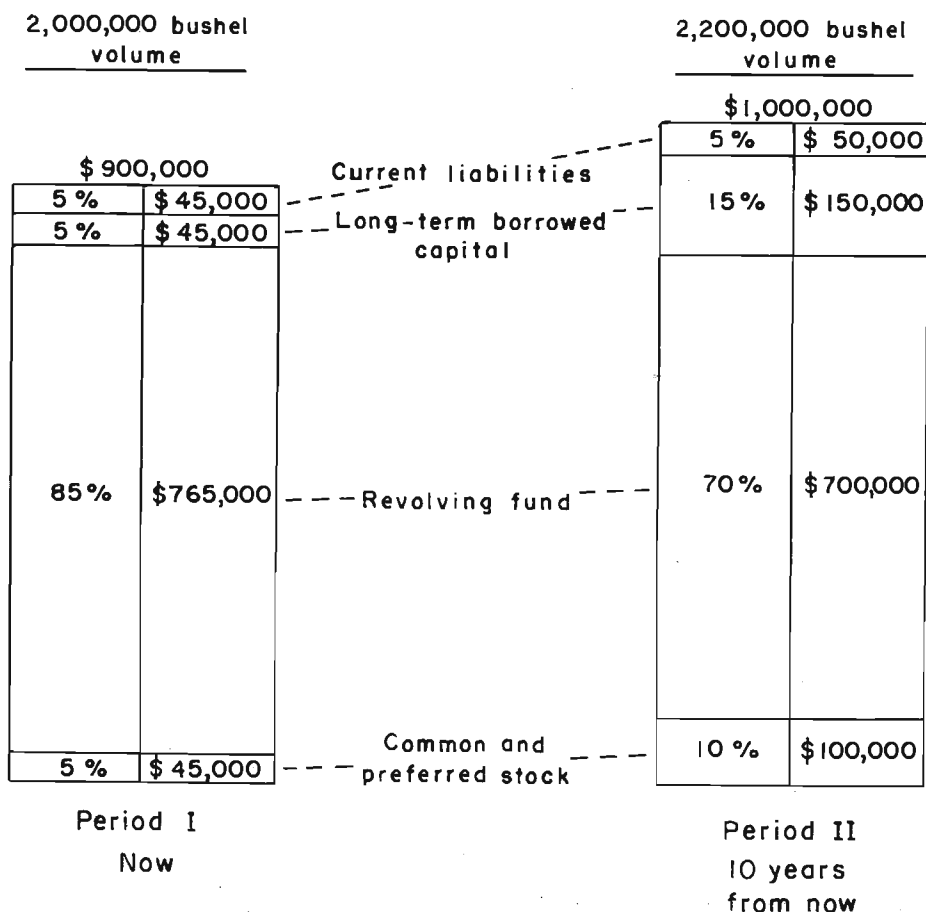 2,000,000 bushel
volume
$900,000
5% $45,000
5% $45,000
85% $765,000
5% $45,000
Period I
Now
Current liabilities
Long-term borrowed
capital
Revolving fund
Common and
preferred stock
2,200,000 bushel
volume
$1,000,000
5% $50,000
15% $150,000
70% $700,000
10% $100,000
Period II
10 years
from now